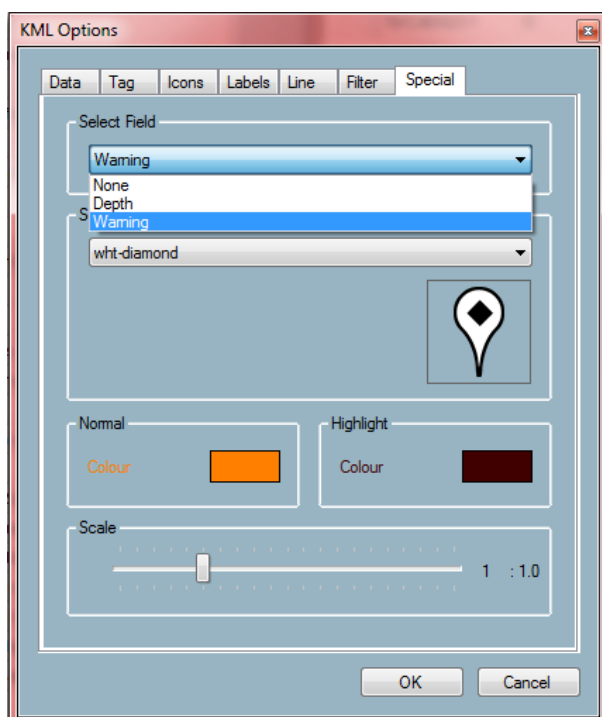 KML Options
Data Tag Icons Labels Line Filter Special
Select Field
Warning
None
Depth
Warning
wht-diamond
Normal
Highlight
Colour
Colour
Scale
1 : 1.0
OK Cancel